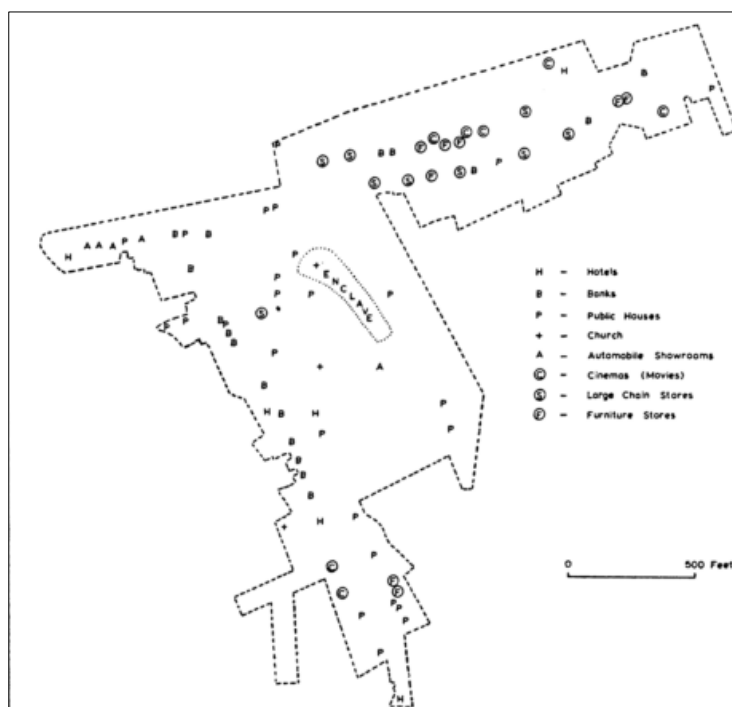 C
H
B
P
F F
C
S
B
S
C C C
F F F
S S
B B
P
S
S S F S B
P
P P
H A A A P A B P B
P
B
+ ENCLAVE
P
P P P
S
P P B P
B
B
P
+ A
B
H B H
P
P
P
B
B
B
B
H P
+
P
C
F
C F
P P
P P
P
H
H – Hotels
B – Banks
P – Public Houses
+ – Church
A – Automobile Showrooms
C – Cinemas (Movies)
S – Large Chain Stores
F – Furniture Stores
0 500 Feet